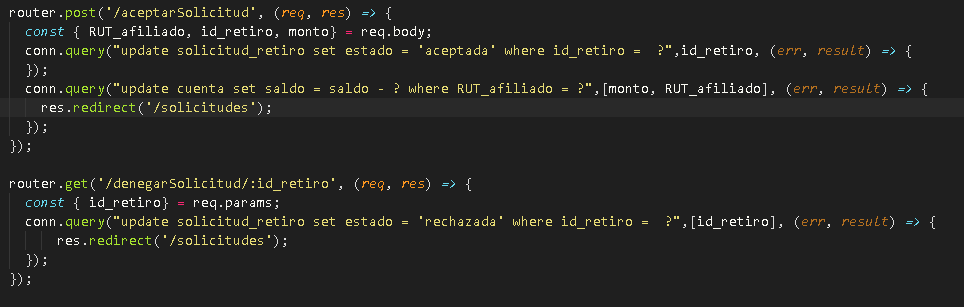 router.post('/aceptarSolicitud', (req, res) => {
  const { RUT_afiliado, id_retiro, monto} = req.body;
  conn.query("update solicitud_retiro set estado = 'aceptada' where id_retiro =  ?",id_retiro, (err, result) => {
  });
  conn.query("update cuenta set saldo = saldo - ? where RUT_afiliado = ?",[monto, RUT_afiliado], (err, result) => {
    res.redirect('/solicitudes');
  });
});

router.get('/denegarSolicitud/:id_retiro', (req, res) => {
  const { id_retiro} = req.params;
  conn.query("update solicitud_retiro set estado = 'rechazada' where id_retiro =  ?",[id_retiro], (err, result) => {
      res.redirect('/solicitudes');
  });
});